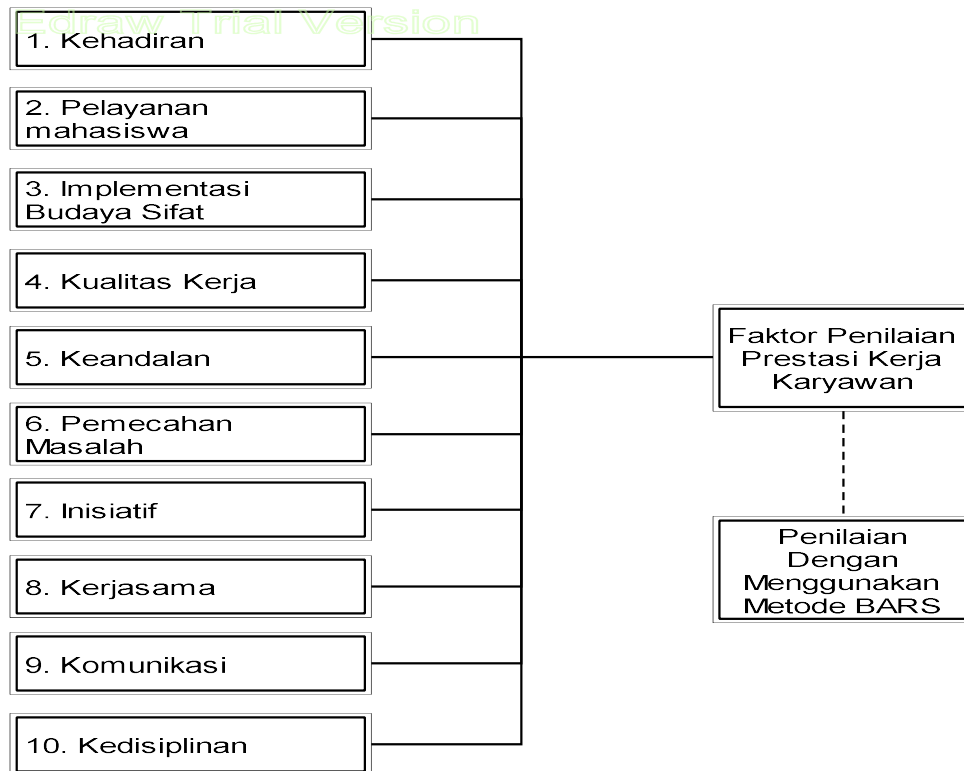 Edraw Trial Version
1. Kehadiran
2. Pelayanan
mahasiswa
3. Implementasi
Budaya Sifat
4. Kualitas Kerja
5. Keandalan
6. Pemecahan
Masalah
7. Inisiatif
8. Kerjasama
9. Komunikasi
10. Kedisiplinan
Faktor Penilaian
Prestasi Kerja
Karyawan
Penilaian
Dengan
Menggunakan
Metode BARS